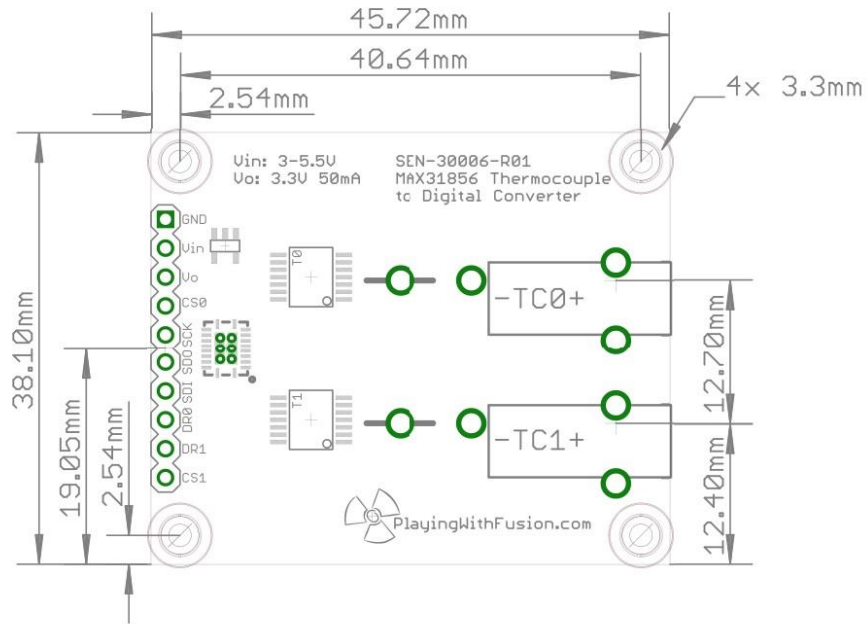 45.72mm
40.64mm
2.54mm
4x 3.3mm
Vin: 3-5.5V
Vo: 3.3V 50mA
SEN-30006-R01
MAX31856 Thermocouple
to Digital Converter
GND
Vin
Vo
CS0
SCK
SDO
SDI
DR0
DR1
CS1
T0
-TC0+
T1
-TC1+
38.10mm
19.05mm
2.54mm
12.70mm
12.40mm
PlayingWithFusion.com